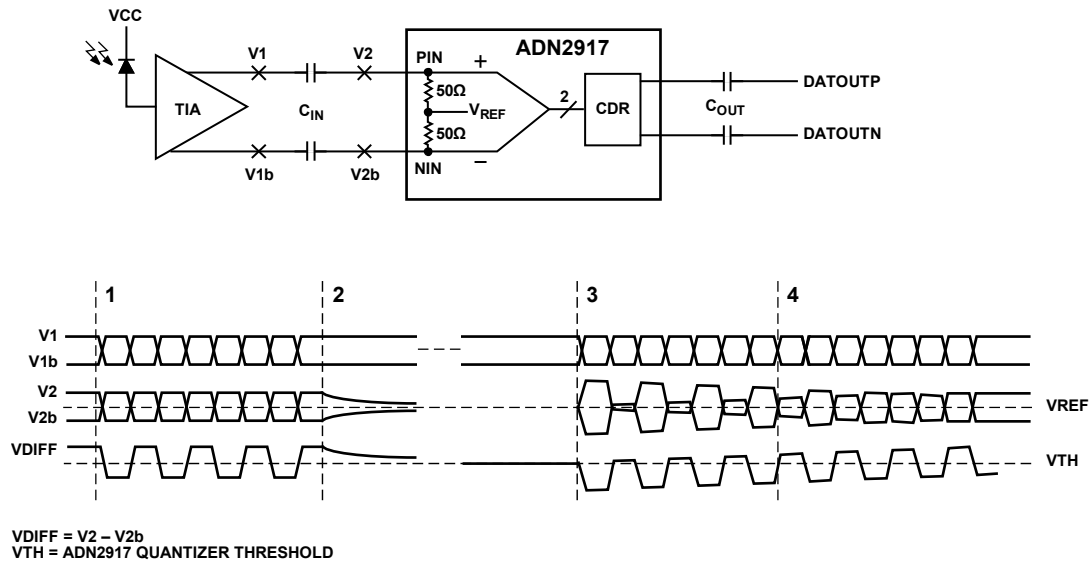 VCC
ADN2917
V1
V2
PIN
+
50Ω
2
DATOUTP
TIA
CIN
VREF
CDR
COUT
50Ω
DATOUTN
V1b
V2b
NIN
−
1
2
3
4
V1
V1b
V2
V2b
VREF
VDIFF
VTH
VDIFF = V2 – V2b
VTH = ADN2917 QUANTIZER THRESHOLD